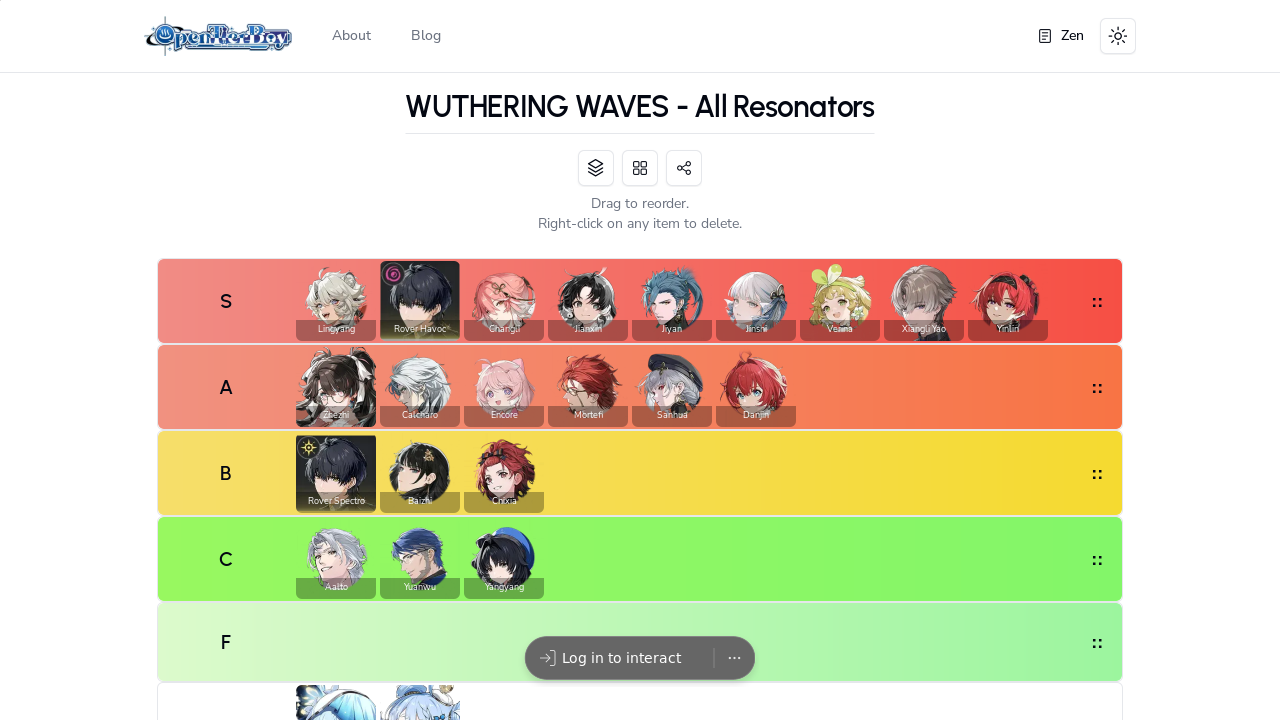 OpenTierBoy
About
Blog
Zen
WUTHERING WAVES - All Resonators
Drag to reorder.
Right-click on any item to delete.
S
Lingyang
Rover Havoc
Changli
Jianxin
Jiyan
Jinshi
Verina
Xiangli Yao
Yinlin
A
Zhezhi
Calcharo
Encore
Mortefi
Sanhua
Danjin
B
Rover Spectro
Baizhi
Chixia
C
Aalto
Yuanwu
Yangyang
F
Log in to interact